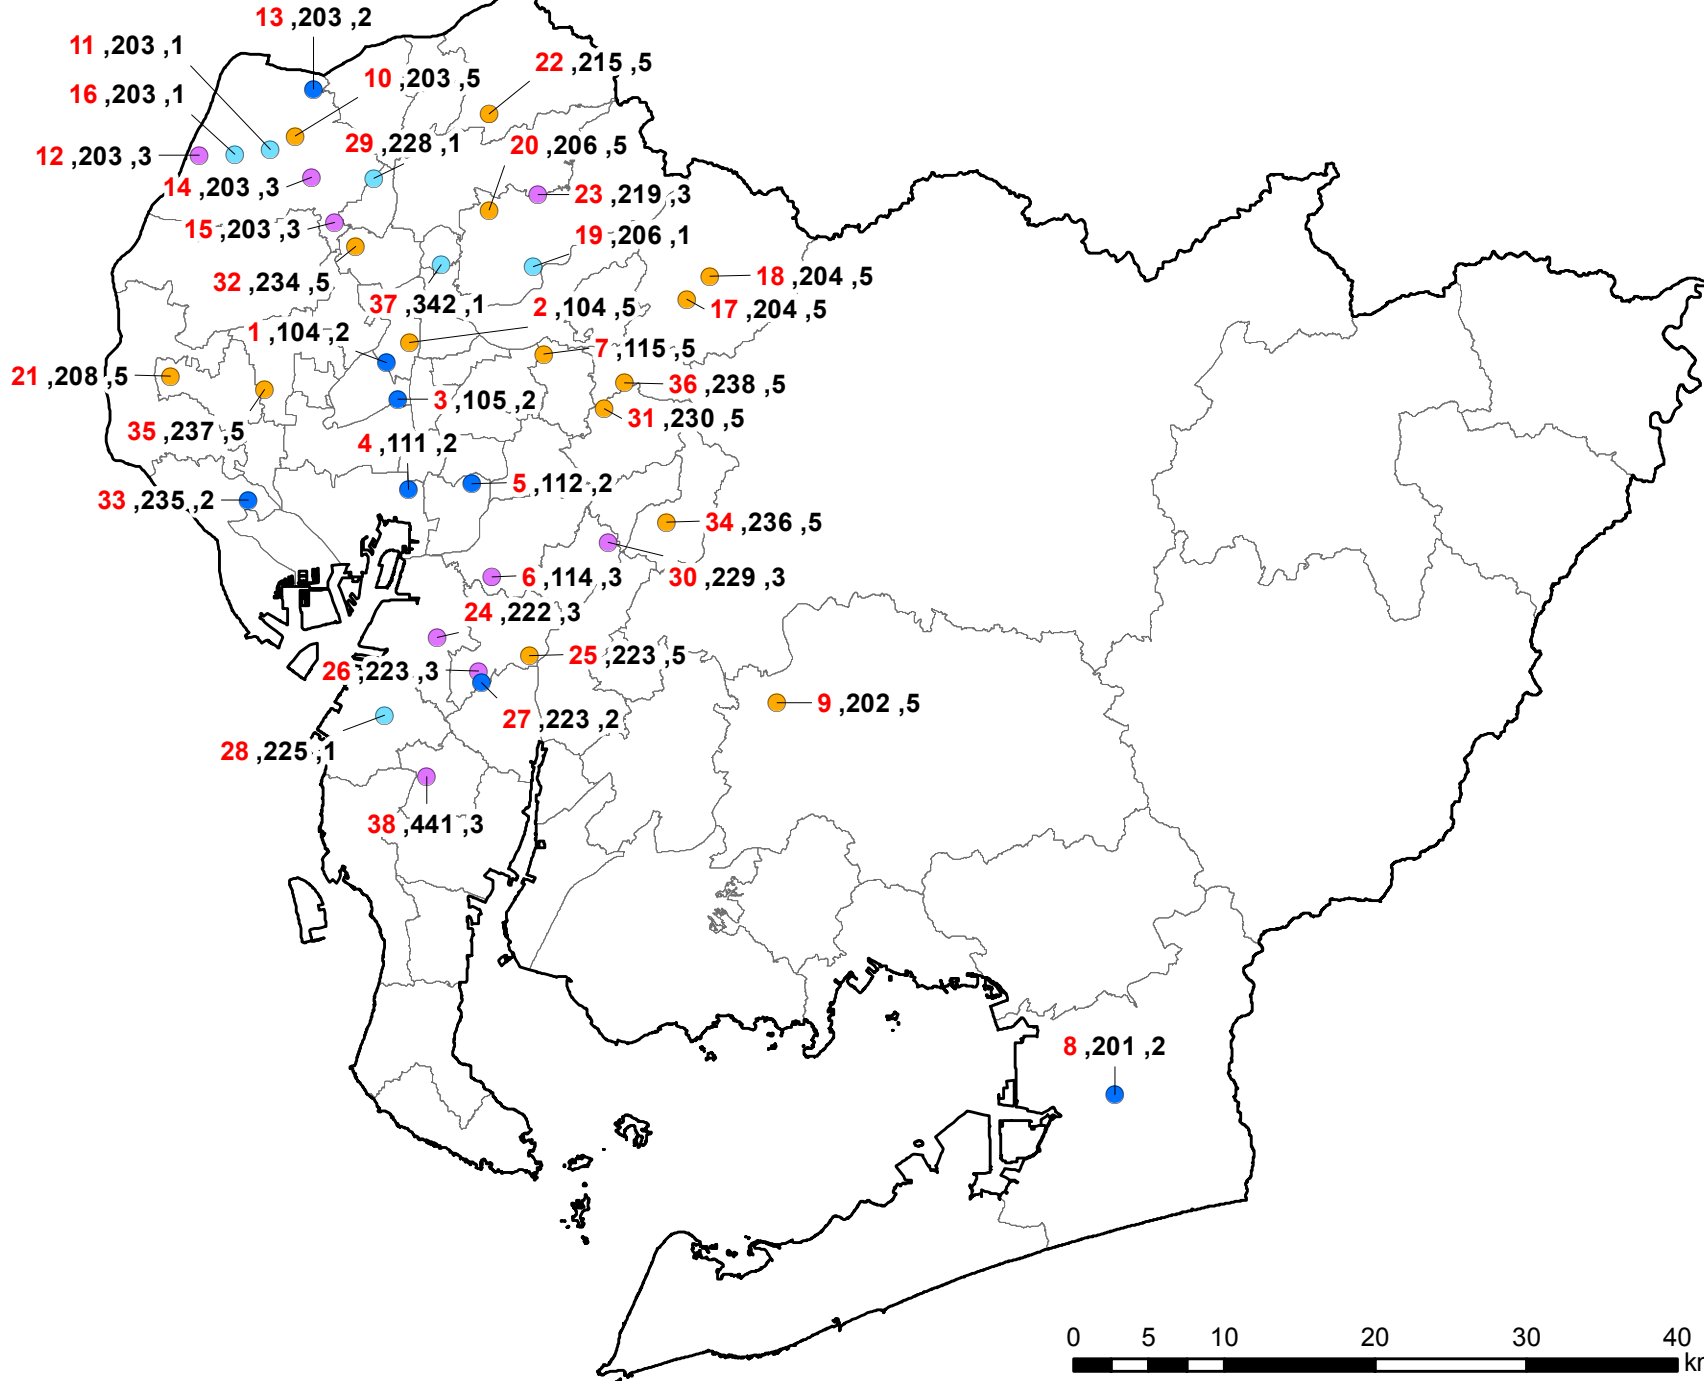 13 ,203 ,2
11 ,203 ,1
22 ,215 ,5
10 ,203 ,5
16 ,203 ,1
29 ,228 ,1
20 ,206 ,5
12 ,203 ,3
14 ,203 ,3
23 ,219 ,3
15 ,203 ,3
19 ,206 ,1
32 ,234 ,5
18 ,204 ,5
37 ,342 ,1
2 ,104 ,5
17 ,204 ,5
1 ,104 ,2
7 ,115 ,5
21 ,208 ,5
36 ,238 ,5
3 ,105 ,2
31 ,230 ,5
35 ,237 ,5
4 ,111 ,2
5 ,112 ,2
33 ,235 ,2
34 ,236 ,5
6 ,114 ,3
30 ,229 ,3
24 ,222 ,3
25 ,223 ,5
26 ,223 ,3
9 ,202 ,5
27 ,223 ,2
28 ,225 ,1
38 ,441 ,3
8 ,201 ,2
0 5 10 20 30 40
km